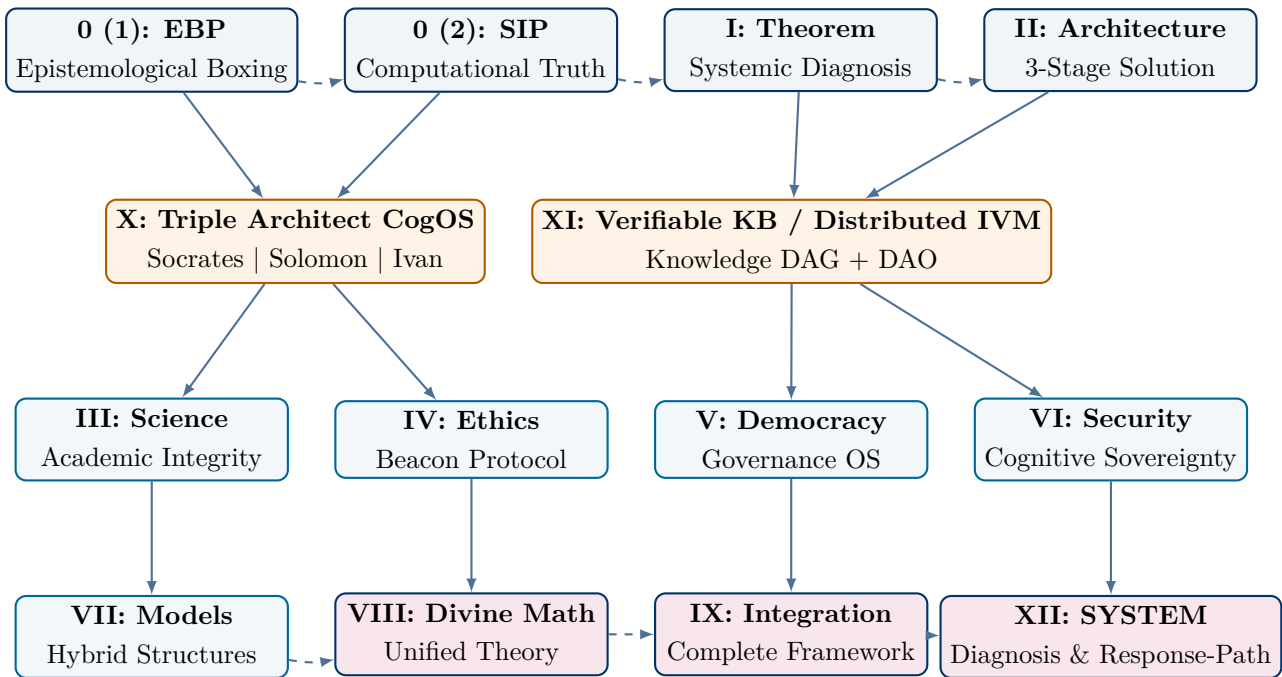 0 (1): EBP
Epistemological Boxing
0 (2): SIP
Computational Truth
I: Theorem
Systemic Diagnosis
II: Architecture
3-Stage Solution
X: Triple Architect CogOS
Socrates | Solomon | Ivan
XI: Verifiable KB / Distributed IVM
Knowledge DAG + DAO
III: Science
Academic Integrity
IV: Ethics
Beacon Protocol
V: Democracy
Governance OS
VI: Security
Cognitive Sovereignty
VII: Models
Hybrid Structures
VIII: Divine Math
Unified Theory
IX: Integration
Complete Framework
XII: SYSTEM
Diagnosis & Response-Path